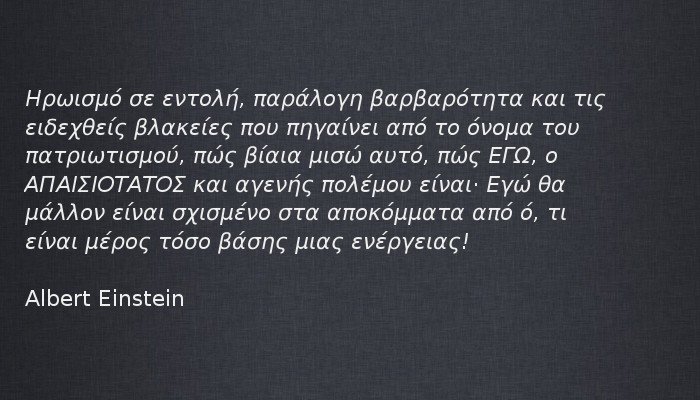 Ηρωισμό σε εντολή, παράλογη βαρβαρότητα και τις
ειδεχθείς βλακείες που πηγαίνει από το όνομα του
πατριωτισμού, πώς βίαια μισώ αυτό, πώς ΕΓΩ, ο
ΑΠΑΙΣΙΟΤΑΤΟΣ και αγενής πολέμου είναι· Εγώ θα
μάλλον είναι σχισμένο στα αποκόμματα από ό, τι
είναι μέρος τόσο βάσης μιας ενέργειας!
Albert Einstein